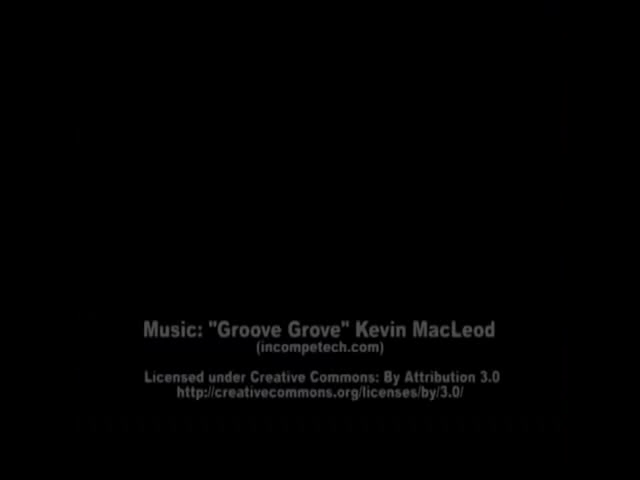 Music: "Groove Grove" Kevin MacLeod
(incompetech.com)
Licensed under Creative Commons: By Attribution 3.0
http://creativecommons.org/licenses/by/3.0/